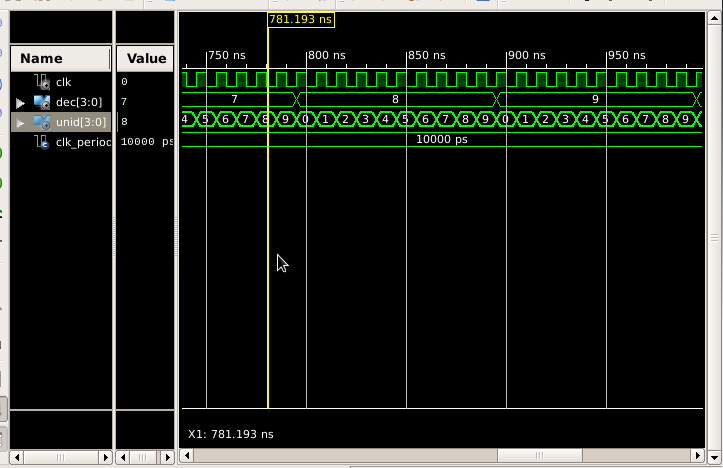 781.193 ns
Name
Value
750 ns 800 ns 850 ns 900 ns 950 ns
clk 0
dec[3:0] 7 7 8 9
unid[3:0] 8 4 5 6 7 8 9 0 1 2 3 4 5 6 7 8 9 0 1 2 3 4 5 6 7 8 9
clk_period 10000 ps 10000 ps
X1: 781.193 ns